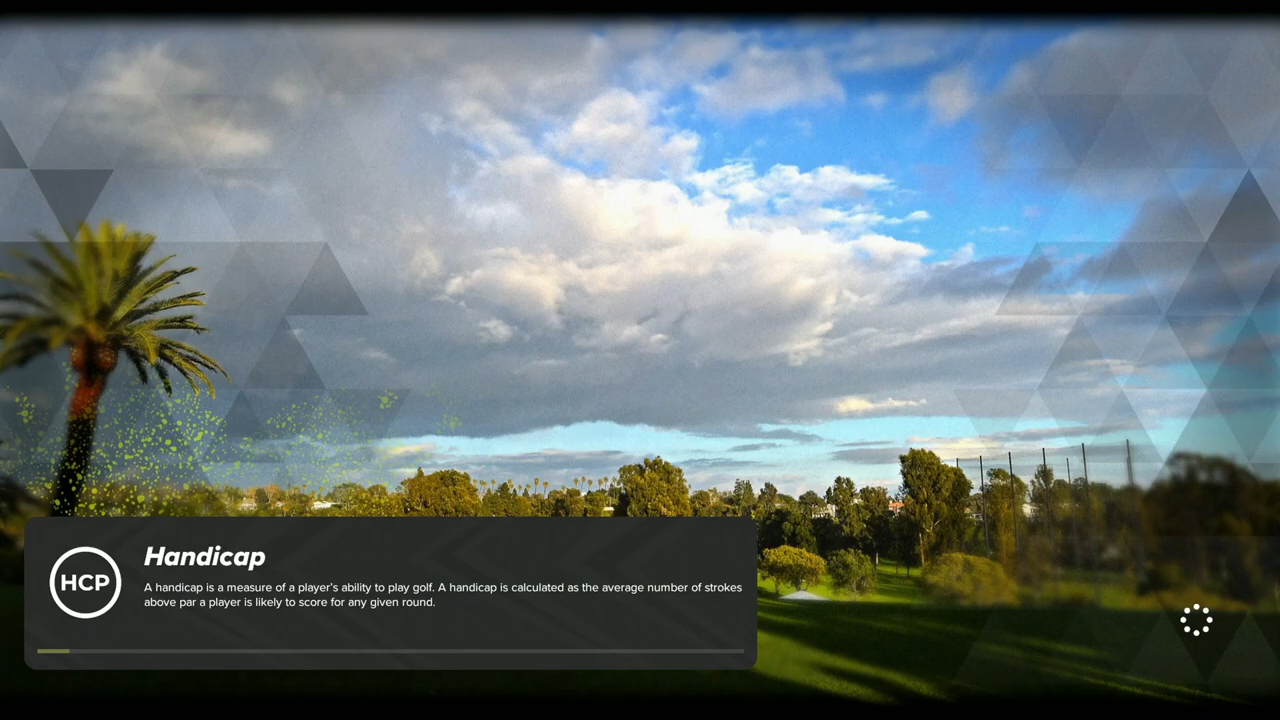 Handicap
HCP
A handicap is a measure of a player's ability to play golf. A handicap is calculated as the average number of strokes
above par a player is likely to score for any given round.